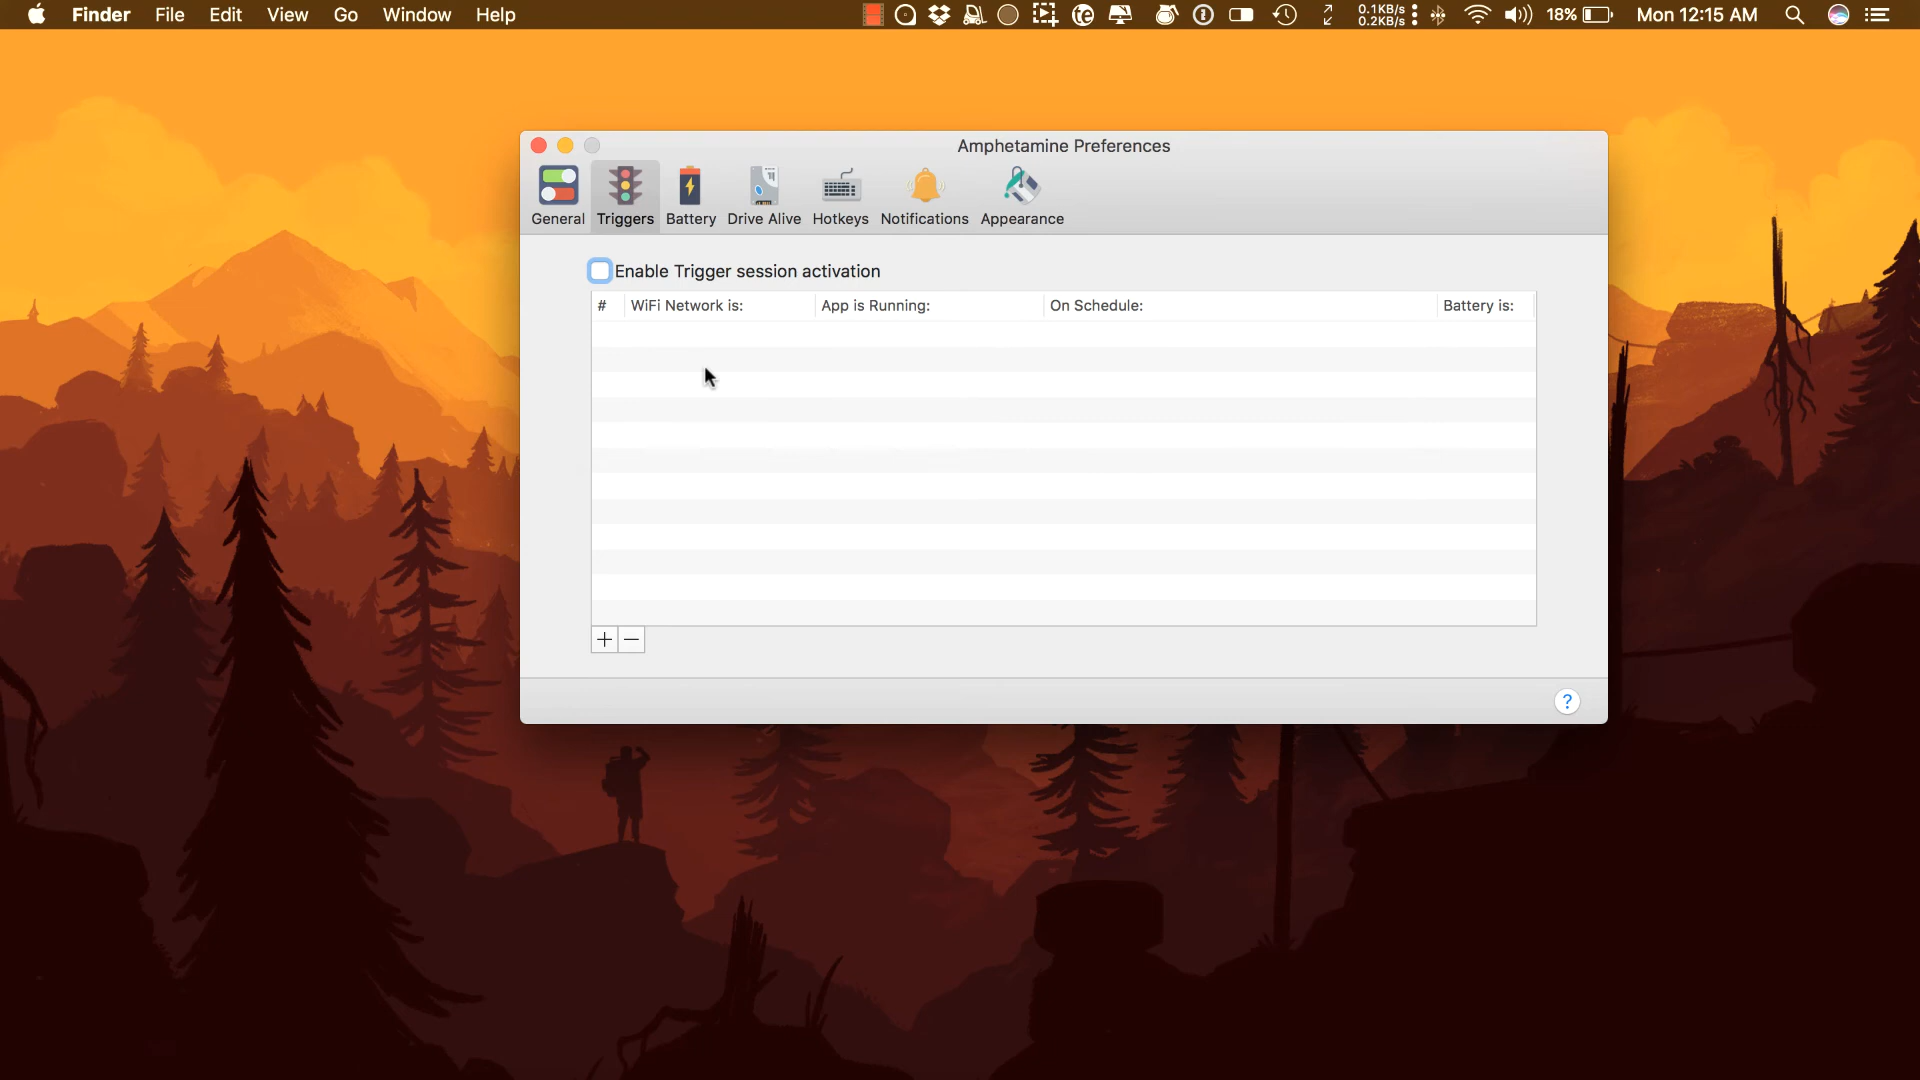 Finder File Edit View Go Window Help 0.1KB/s 18% Mon 12:15 AM
0.2KB/s
Amphetamine Preferences
General Triggers Battery Drive Alive Hotkeys Notifications Appearance
Enable Trigger session activation
# WiFi Network is: App is Running: On Schedule: Battery is:
+ −
?